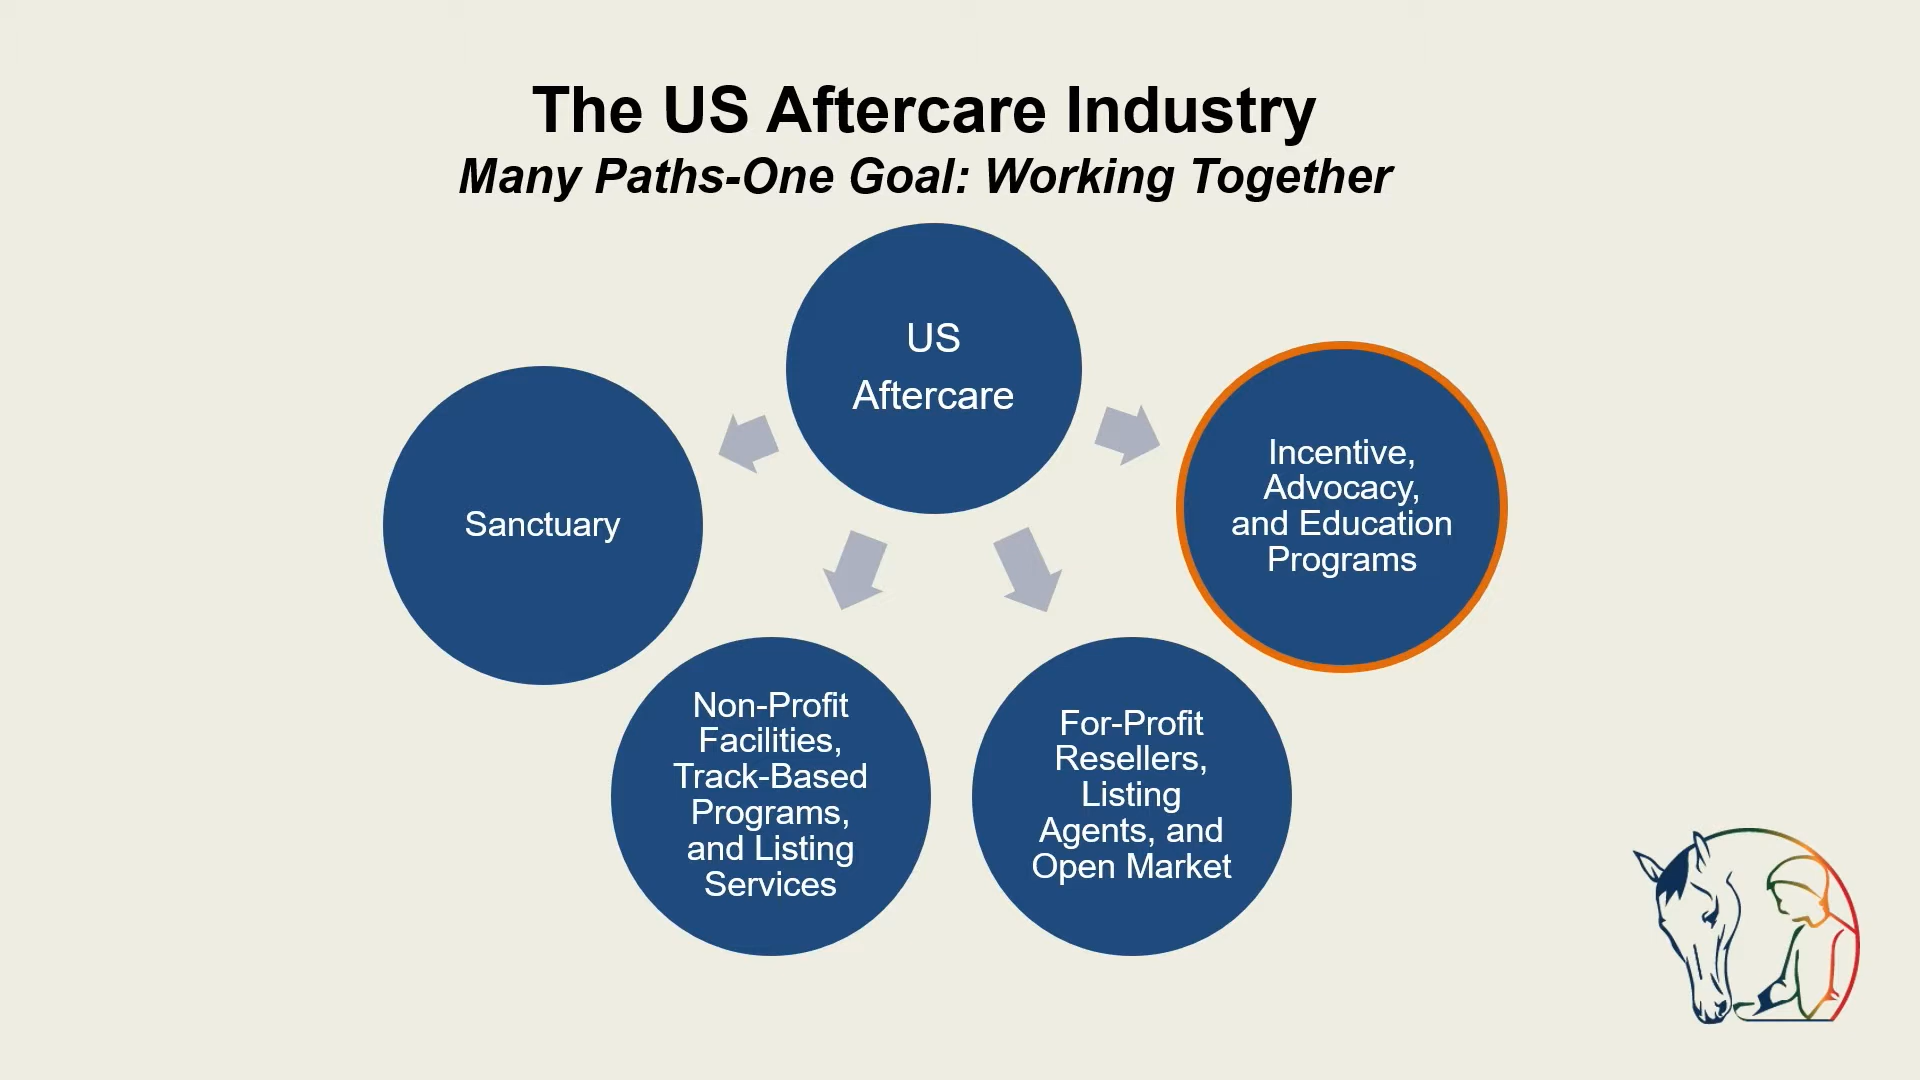 The US Aftercare Industry
Many Paths-One Goal: Working Together
US
Aftercare
Sanctuary
Incentive,
Advocacy,
and Education
Programs
Non-Profit
Facilities,
Track-Based
Programs,
and Listing
Services
For-Profit
Resellers,
Listing
Agents, and
Open Market